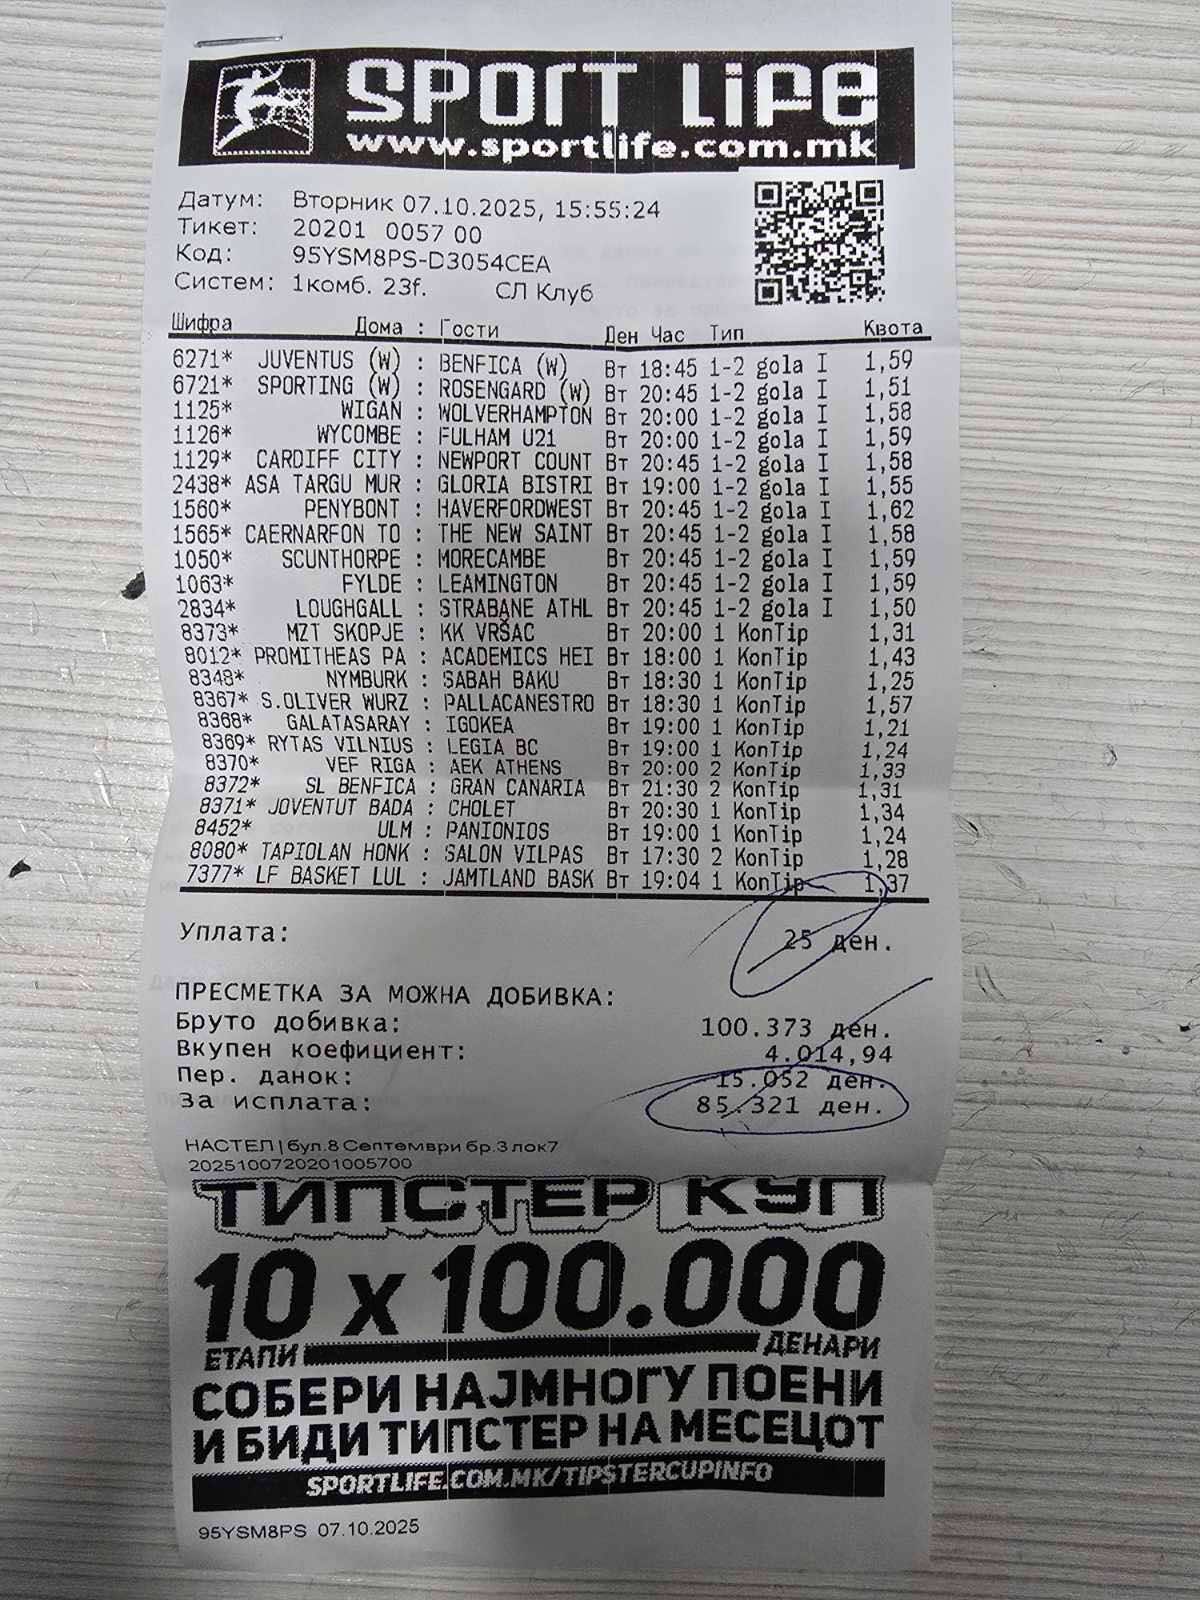 SPORT LIFE
www.sportlife.com.mk
Датум: Вторник 07.10.2025, 15:55:24
Тикет: 20201 0057 00
Код: 95YSM8PS-D3054CEA
Систем: 1комб. 23f. СЛ Клуб
Шифра Дома : Гости Ден Час Тип Квота
6271* JUVENTUS (W) : BENFICA (W) Вт 18:45 1-2 gola I 1,59
6721* SPORTING (W) : ROSENGARD (W) Вт 20:45 1-2 gola I 1,51
1125* WIGAN : WOLVERHAMPTON Вт 20:00 1-2 gola I 1,58
1126* WYCOMBE : FULHAM U21 Вт 20:00 1-2 gola I 1,59
1129* CARDIFF CITY : NEWPORT COUNT Вт 20:45 1-2 gola I 1,58
2438* ASA TARGU MUR : GLORIA BISTRI Вт 19:00 1-2 gola I 1,55
1560* PENYBONT : HAVERFORDWEST Вт 20:45 1-2 gola I 1,62
1565* CAERNARFON TO : THE NEW SAINT Вт 20:45 1-2 gola I 1,58
1050* SCUNTHORPE : MORECAMBE Вт 20:45 1-2 gola I 1,59
1063* FYLDE : LEAMINGTON Вт 20:45 1-2 gola I 1,59
2834* LOUGHGALL : STRABANE ATHL Вт 20:45 1-2 gola I 1,50
8373* MZT SKOPJE : KK VRSAC Вт 20:00 1 KonTip 1,31
8012* PROMITHEAS PA : ACADEMICS HEI Вт 18:00 1 KonTip 1,43
8348* NYMBURK : SABAH BAKU Вт 18:30 1 KonTip 1,25
8367* S.OLIVER WURZ : PALLACANESTRO Вт 18:30 1 KonTip 1,57
8368* GALATASARAY : IGOKEA Вт 19:00 1 KonTip 1,21
8369* RYTAS VILNIUS : LEGIA BC Вт 19:00 1 KonTip 1,24
8370* VEF RIGA : AEK ATHENS Вт 20:00 2 KonTip 1,33
8372* SL BENFICA : GRAN CANARIA Вт 21:30 2 KonTip 1,31
8371* JOVENTUT BADA : CHOLET Вт 20:30 1 KonTip 1,34
8452* ULM : PANIONIOS Вт 19:00 1 KonTip 1,24
8080* TAPIOLAN HONK : SALON VILPAS Вт 17:30 2 KonTip 1,28
7377* LF BASKET LUL : JAMTLAND BASK Вт 19:04 1 KonTip 1,37
Уплата: 25 ден.
ПРЕСМЕТКА ЗА МОЖНА ДОБИВКА:
Бруто добивка: 100.373 ден.
Вкупен коефициент: 4.014,94
Пер. данок: 15.052 ден.
За исплата: 85.321 ден.
НАСТЕЛ | бул.8 Септември бр.3 лок7
2025100720201005700
ТИПСТЕР КУП
10 x 100.000
ЕТАПИ ДЕНАРИ
СОБЕРИ НАЈМНОГУ ПОЕНИ
И БИДИ ТИПСТЕР НА МЕСЕЦОТ
SPORTLIFE.COM.MK/TIPSTERCUPINFO
95YSM8PS 07.10.2025